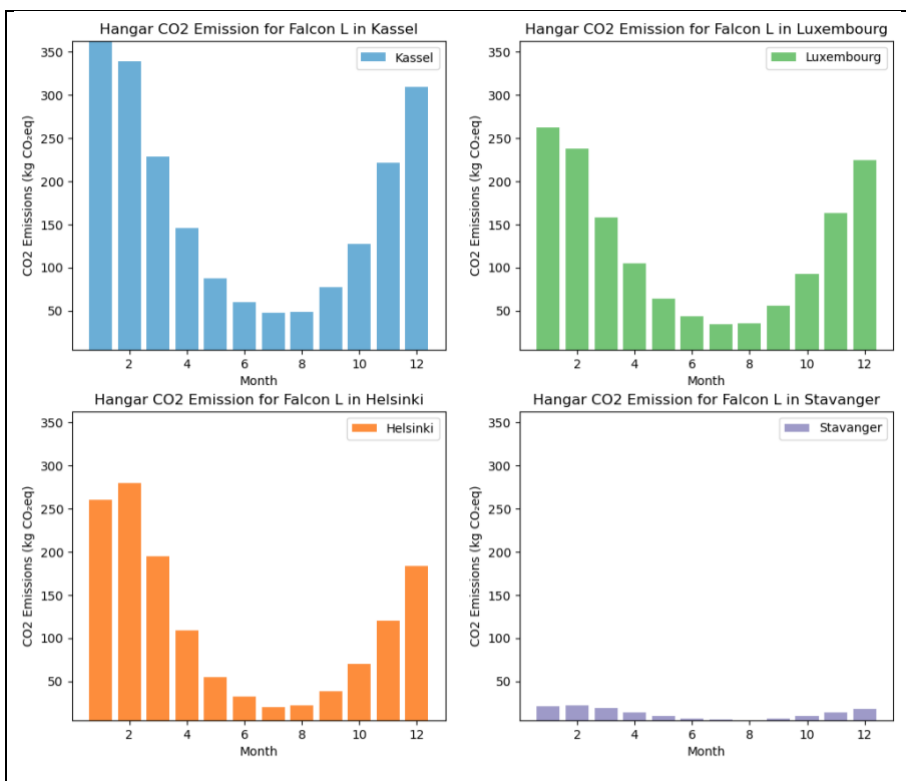 Hangar CO2 Emission for Falcon L in Kassel
350
300
250
200
150
100
50
CO2 Emissions (kg CO₂eq)
Kassel
2 4 6 8 10 12
Month
Hangar CO2 Emission for Falcon L in Luxembourg
350
300
250
200
150
100
50
CO2 Emissions (kg CO₂eq)
Luxembourg
2 4 6 8 10 12
Month
Hangar CO2 Emission for Falcon L in Helsinki
350
300
250
200
150
100
50
CO2 Emissions (kg CO₂eq)
Helsinki
2 4 6 8 10 12
Month
Hangar CO2 Emission for Falcon L in Stavanger
350
300
250
200
150
100
50
CO2 Emissions (kg CO₂eq)
Stavanger
2 4 6 8 10 12
Month